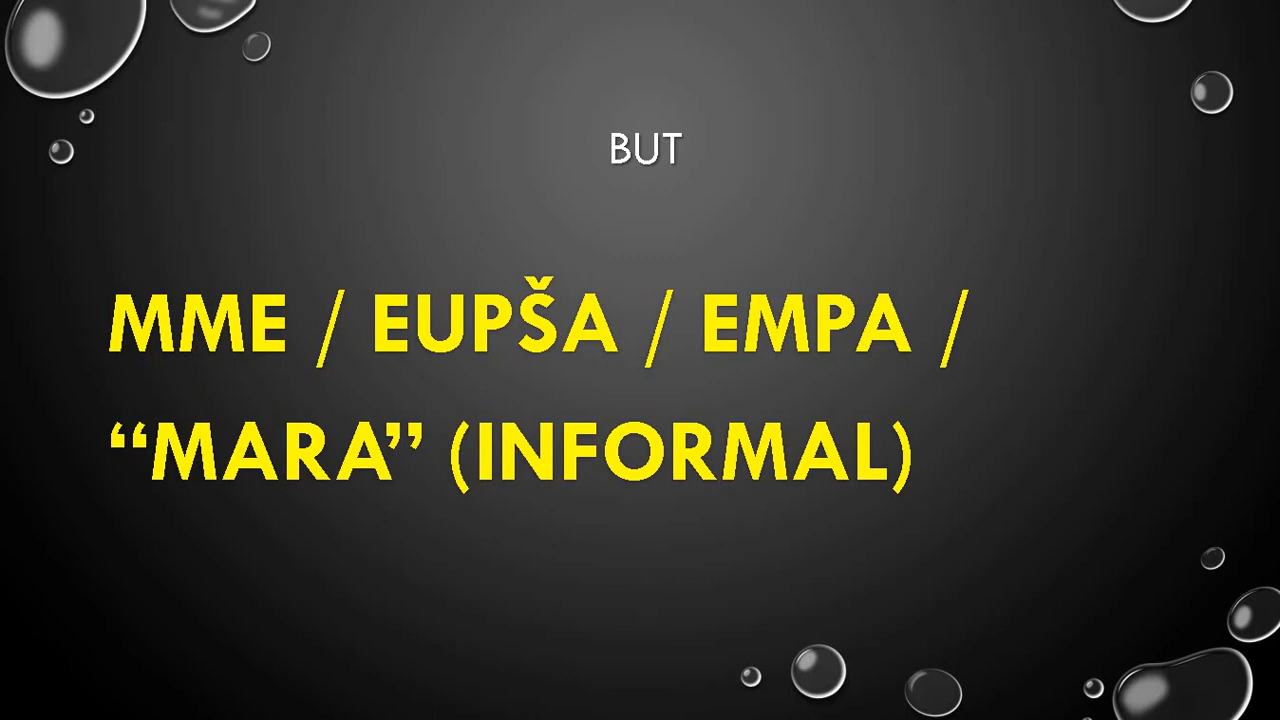 BUT
MME / EUPŠA / EMPA /
“MARA” (INFORMAL)